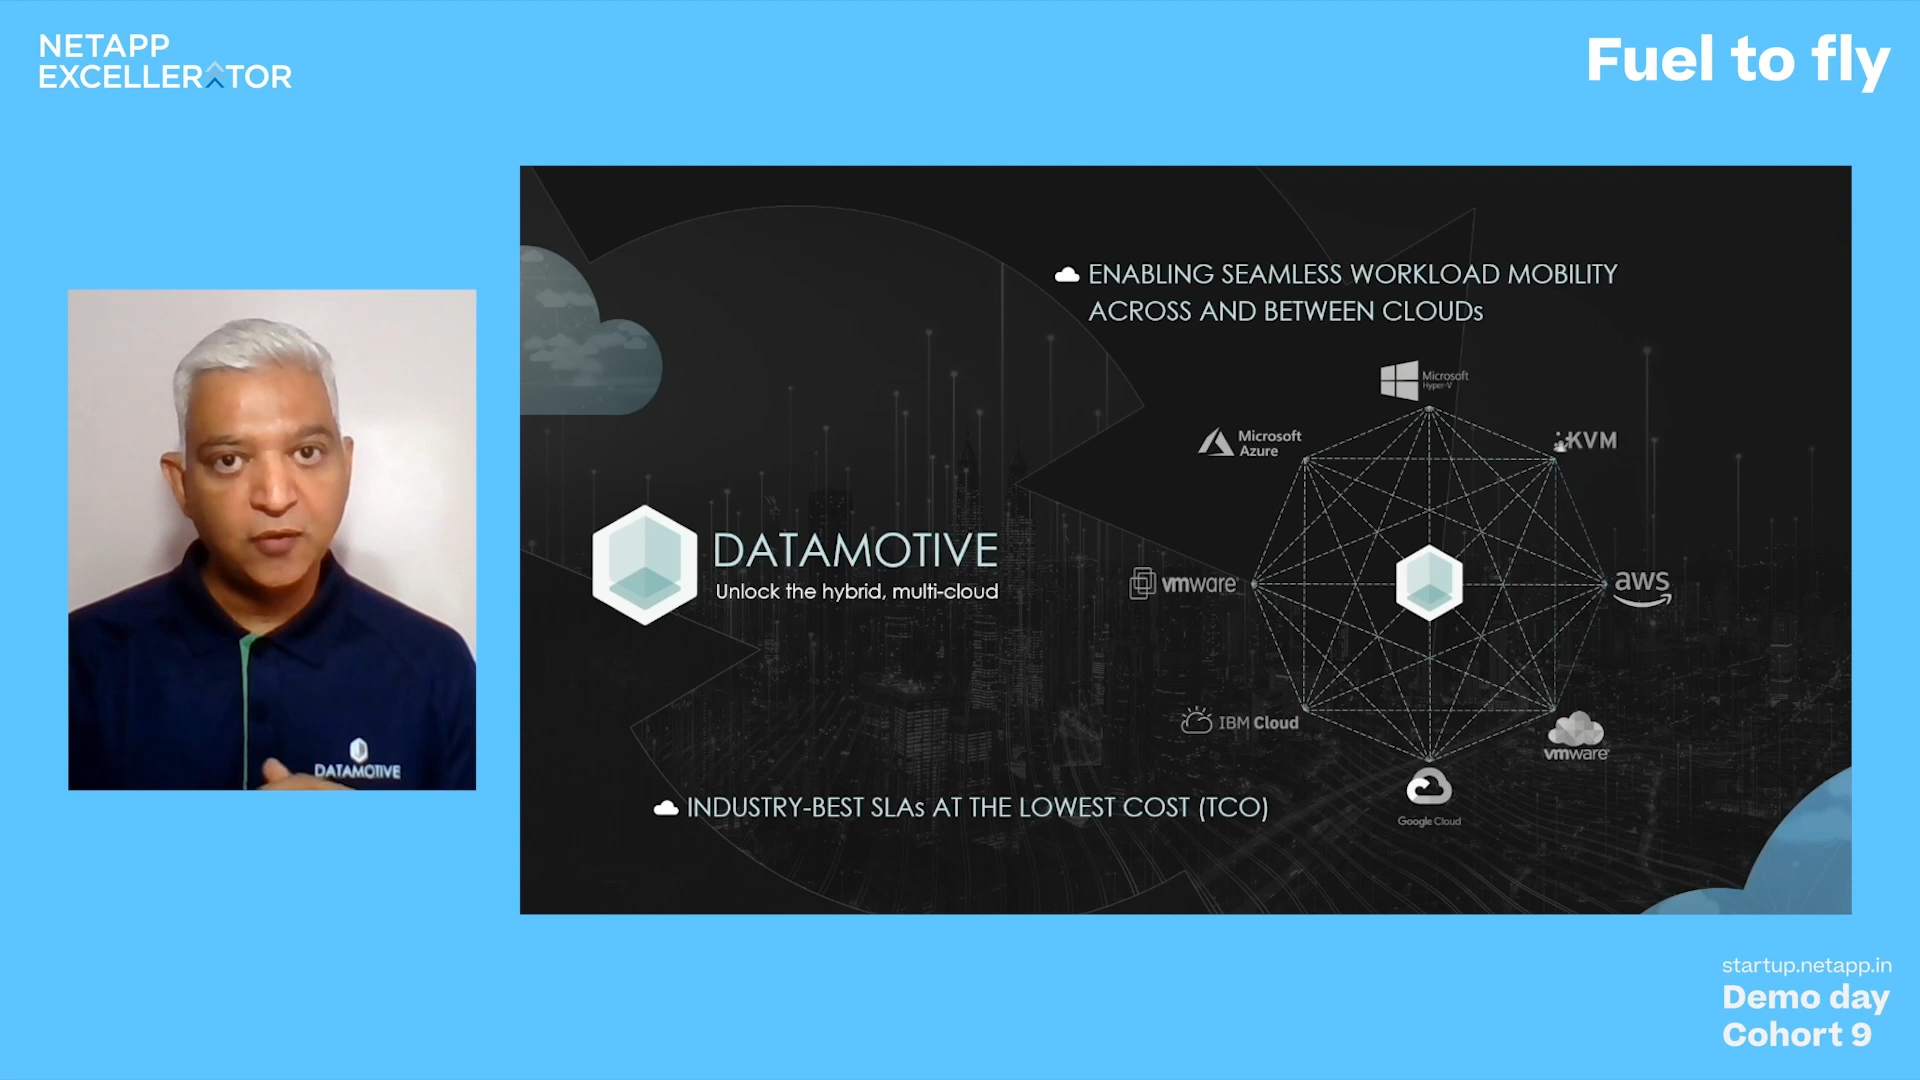 NETAPP
EXCELLERATOR
Fuel to fly
ENABLING SEAMLESS WORKLOAD MOBILITY
ACROSS AND BETWEEN CLOUDs
Microsoft
Hyper-V
Microsoft
Azure
KVM
DATAMOTIVE
Unlock the hybrid, multi-cloud
vmware
aws
IBM Cloud
vmware
Google Cloud
INDUSTRY-BEST SLAs AT THE LOWEST COST (TCO)
DATAMOTIVE
startup.netapp.in
Demo day
Cohort 9